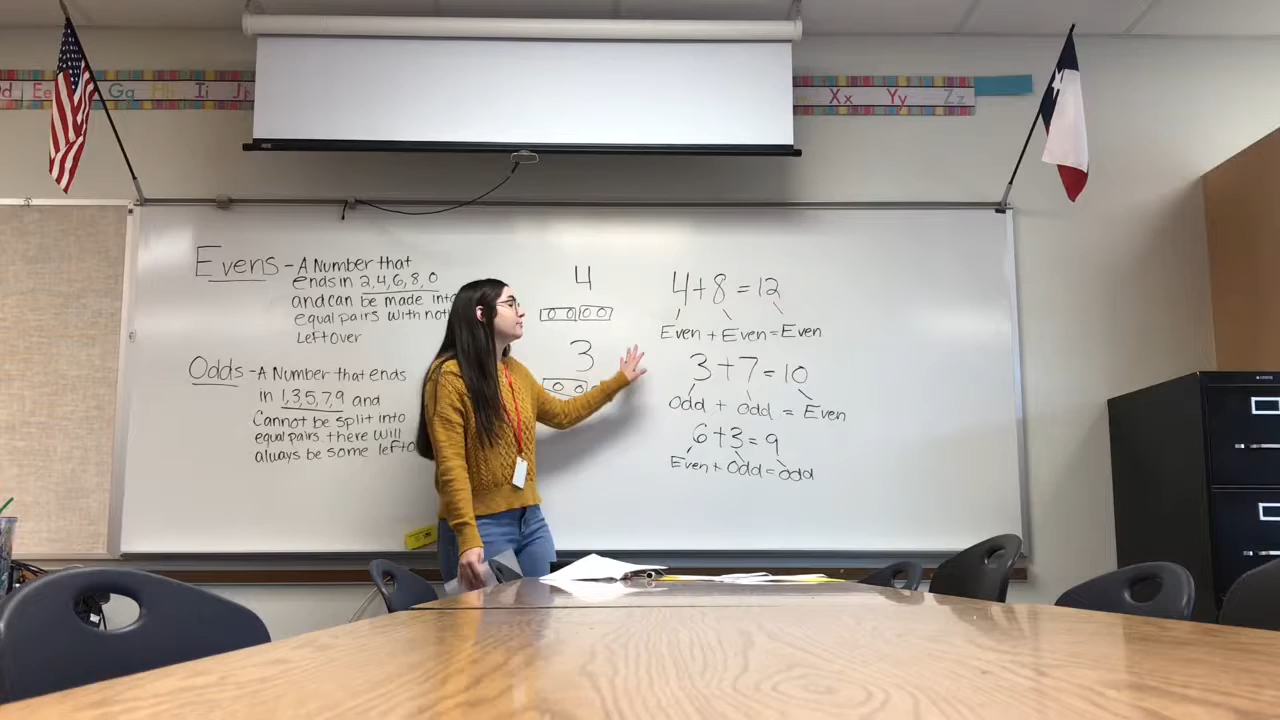 d Ee
Gg Hh Ii Jj
Xx Yy Zz
Evens - A Number that
ends in 2,4,6,8,0
and can be made into
equal pairs with
Leftover
Odds - A Number that ends
in 1,3,5,7,9 and
Cannot be split into
equal pairs. there will
always be some
4
3
4+8=12
Even + Even = Even
3+7=10
Odd + Odd = Even
6+3=9
Even + Odd = Odd